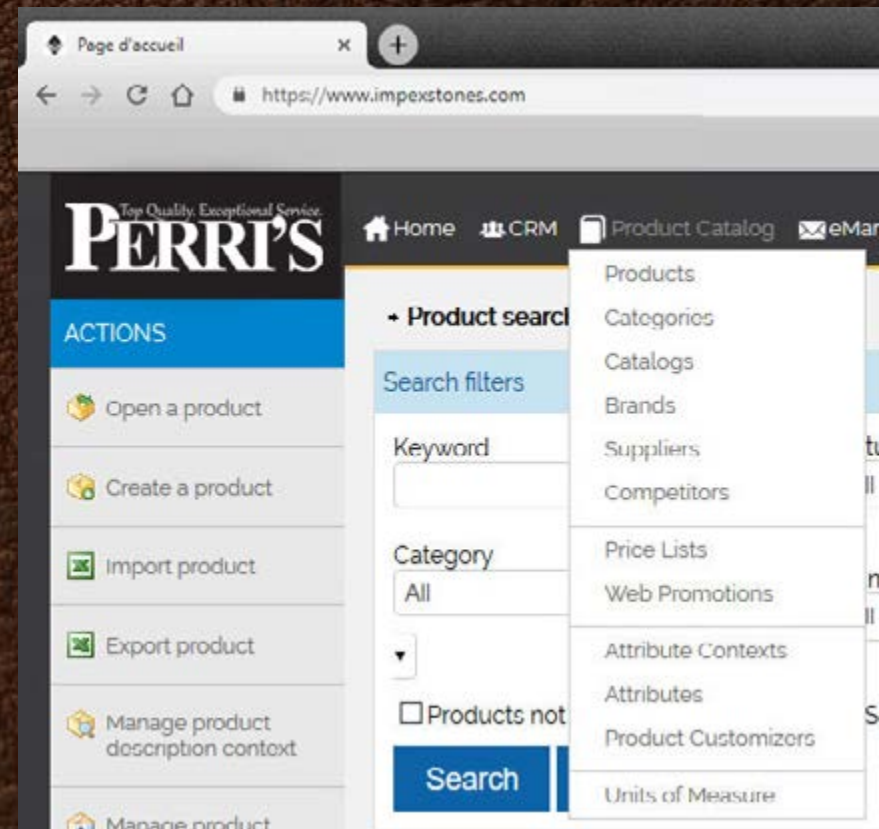 Page d'accueil
https://www.impexstones.com
Top Quality. Exceptional Service.
PERRI'S
Home CRM Product Catalog eMar
Products
Categories
Catalogs
Brands
Suppliers
Competitors
Price Lists
Web Promotions
Attribute Contexts
Attributes
Product Customizers
Units of Measure
ACTIONS
Open a product
Create a product
Import product
Export product
Manage product
description context
Manage product
Product search
Search filters
Keyword
Category
All
Products not
Search